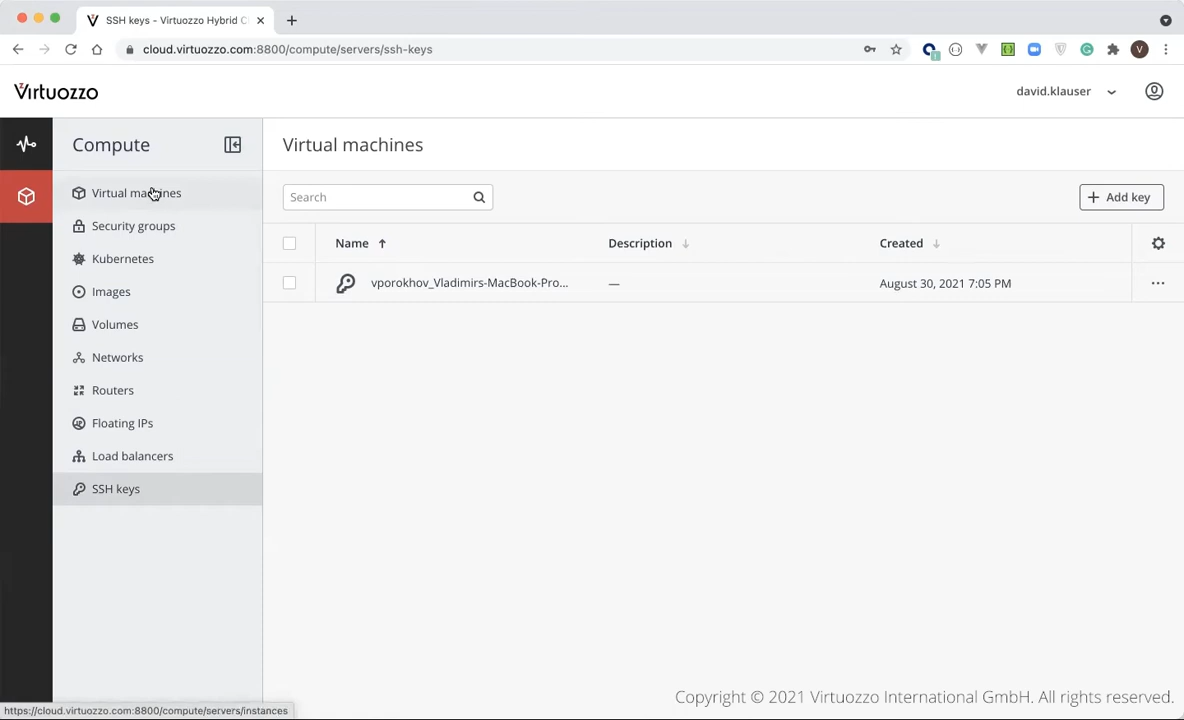 SSH keys - Virtuozzo Hybrid C
cloud.virtuozzo.com:8800/compute/servers/ssh-keys
1
V
Virtuozzo
david.klauser
Compute
Virtual machines
Virtual machines
Security groups
Kubernetes
Images
Volumes
Networks
Routers
Floating IPs
Load balancers
SSH keys
Search
Add key
Name
Description
Created
vporokhov_Vladimirs-MacBook-Pro...
—
August 30, 2021 7:05 PM
Copyright © 2021 Virtuozzo International GmbH. All rights reserved.
https://cloud.virtuozzo.com:8800/compute/servers/instances